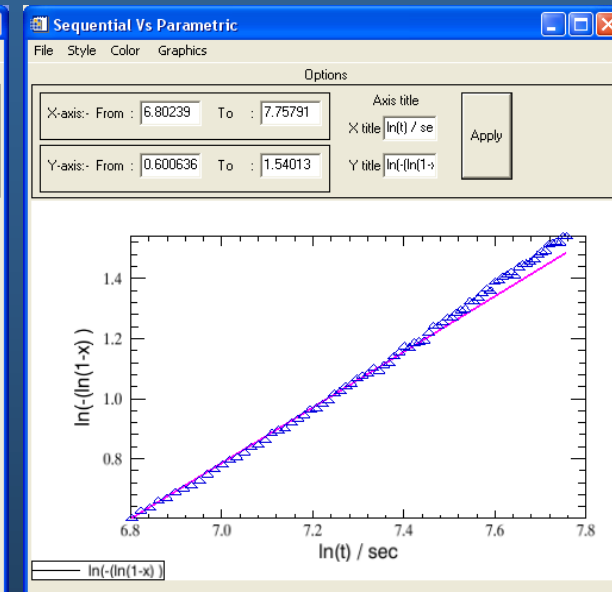 Sequential Vs Parametric
File Style Color Graphics
Options
X-axis:- From : 6.80239 To : 7.75791
Axis title
X title ln(t) / se
Apply
Y-axis:- From : 0.600636 To : 1.54013
Y title ln(-(ln(1-x
1.4
1.2
1.0
0.8
ln(-(ln(1-x) )
6.8 7.0 7.2 7.4 7.6 7.8
ln(t) / sec
ln(-(ln(1-x) )